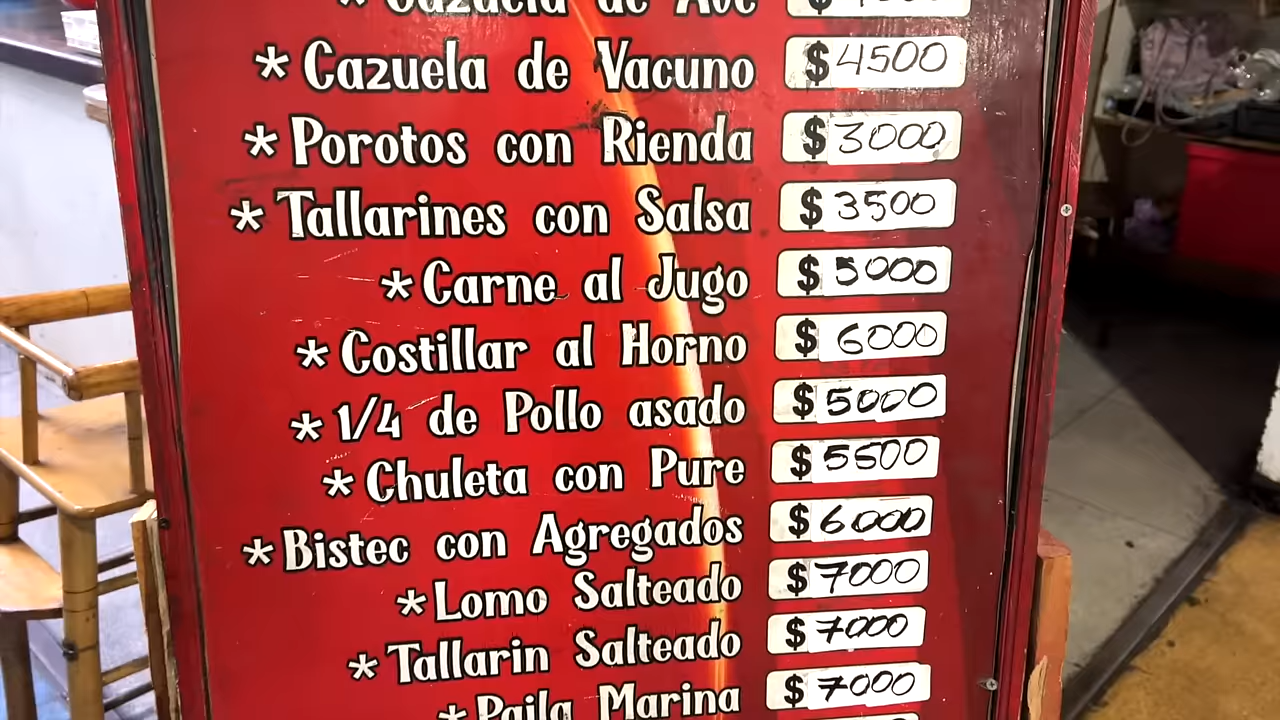 * Cazuela de Ave $
* Cazuela de Vacuno $4500
* Porotos con Rienda $3000
* Tallarines con Salsa $3500
* Carne al Jugo $5000
* Costillar al Horno $6000
* 1/4 de Pollo asado $5000
* Chuleta con Pure $5500
* Bistec con Agregados $6000
* Lomo Salteado $7000
* Tallarin Salteado $7000
* Paila Marina $7000